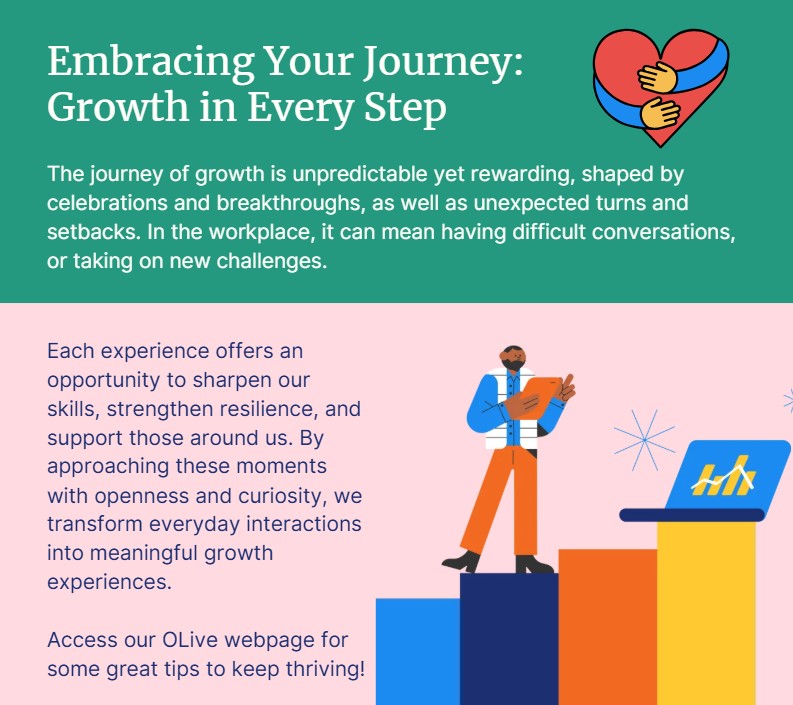 Embracing Your Journey:
Growth in Every Step
The journey of growth is unpredictable yet rewarding, shaped by
celebrations and breakthroughs, as well as unexpected turns and
setbacks. In the workplace, it can mean having difficult conversations,
or taking on new challenges.
Each experience offers an
opportunity to sharpen our
skills, strengthen resilience, and
support those around us. By
approaching these moments
with openness and curiosity, we
transform everyday interactions
into meaningful growth
experiences.
Access our OLive webpage for
some great tips to keep thriving!